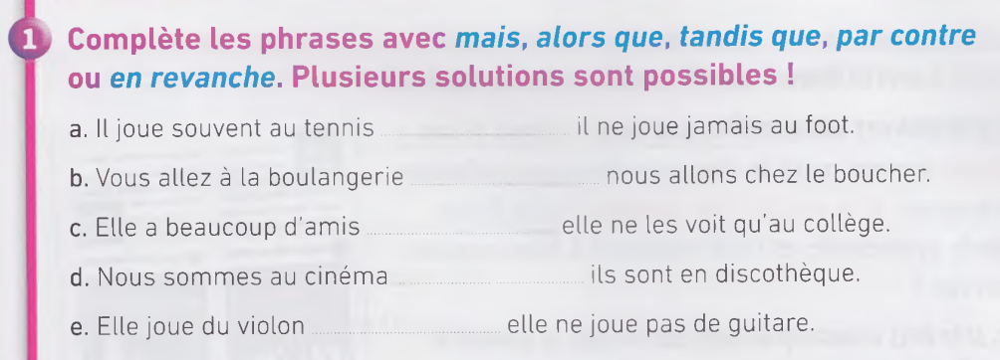 1 Complète les phrases avec mais, alors que, tandis que, par contre
ou en revanche. Plusieurs solutions sont possibles !
a. Il joue souvent au tennis ........ il ne joue jamais au foot.
b. Vous allez à la boulangerie ........ nous allons chez le boucher.
c. Elle a beaucoup d'amis ........ elle ne les voit qu'au collège.
d. Nous sommes au cinéma ........ ils sont en discothèque.
e. Elle joue du violon ........ elle ne joue pas de guitare.